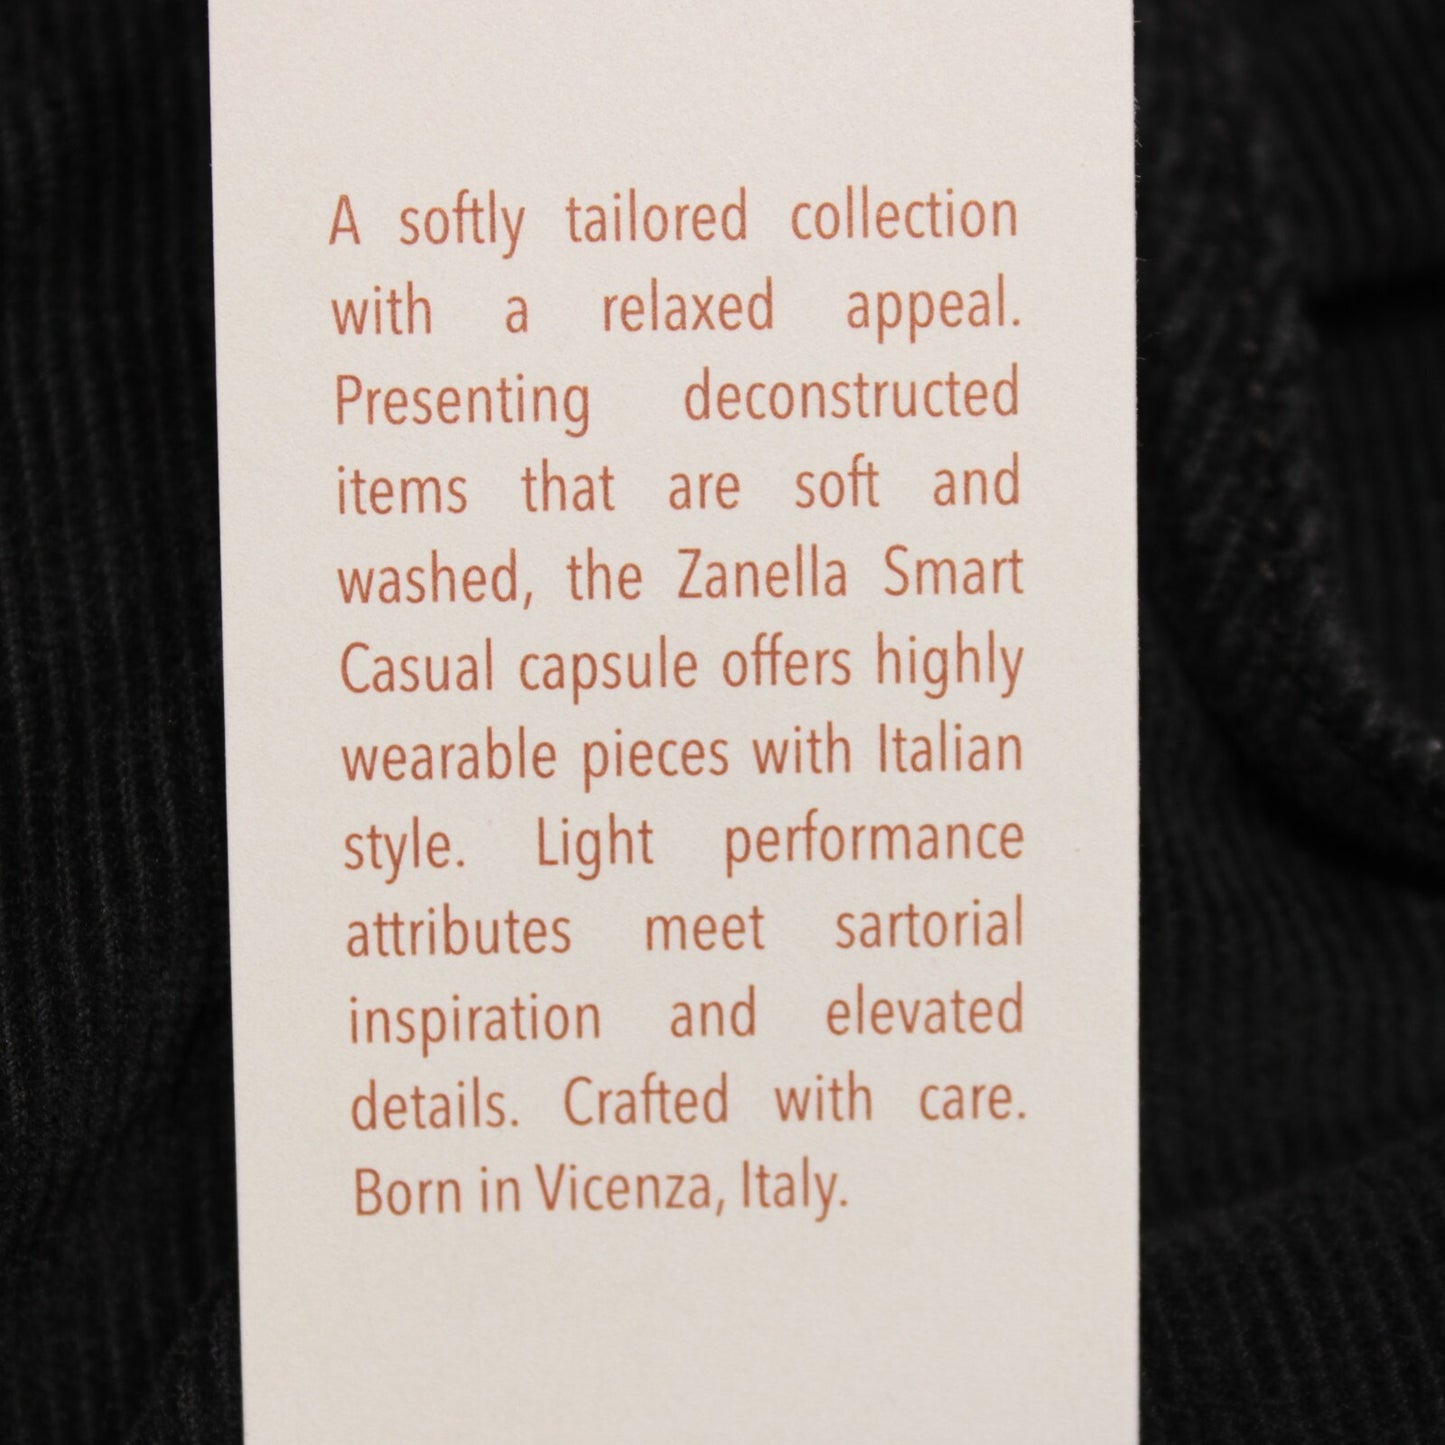 A softly tailored collection
with a relaxed appeal.
Presenting deconstructed
items that are soft and
washed, the Zanella Smart
Casual capsule offers highly
wearable pieces with Italian
style. Light performance
attributes meet sartorial
inspiration and elevated
details. Crafted with care.
Born in Vicenza, Italy.